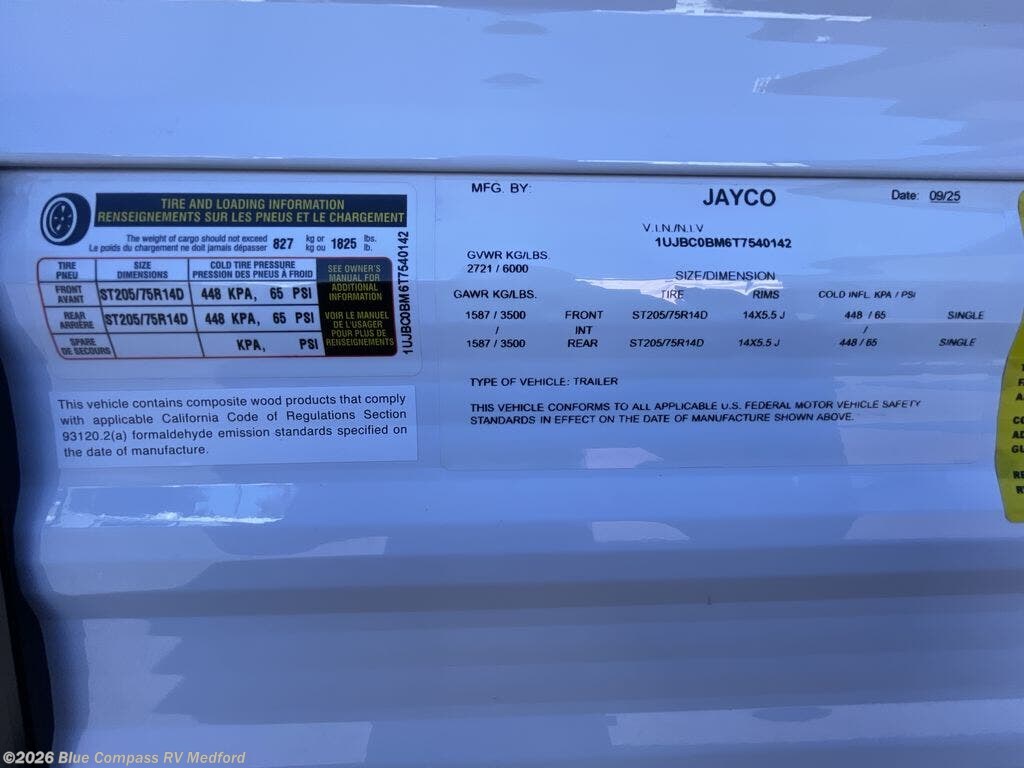 TIRE AND LOADING INFORMATION
RENSEIGNEMENTS SUR LES PNEUS ET LE CHARGEMENT
The weight of cargo should not exceed 827 kg or 1825 lbs.
Le poids du chargement ne doit jamais dépasser kg ou lb.
TIRE PNEU SIZE DIMENSIONS COLD TIRE PRESSURE PRESSION DES PNEUS À FROID
FRONT AVANT ST205/75R14D 448 KPA, 65 PSI
REAR ARRIÈRE ST205/75R14D 448 KPA, 65 PSI
SPARE DE SECOURS KPA, PSI
SEE OWNER'S
MANUAL FOR
ADDITIONAL
INFORMATION
VOIR LE MANUEL
DE L'USAGER
POUR PLUS DE
RENSEIGNEMENTS
1UJBC0BM6T7540142
This vehicle contains composite wood products that comply
with applicable California Code of Regulations Section
93120.2(a) formaldehyde emission standards specified on
the date of manufacture.
MFG. BY: JAYCO Date: 09/25
V.I.N./N.I.V
1UJBC0BM6T7540142
GVWR KG/LBS.
2721 / 6000
SIZE/DIMENSION
GAWR KG/LBS. TIRE RIMS COLD INFL. KPA / PSI
1587 / 3500 FRONT ST205/75R14D 14X5.5 J 448 / 65 SINGLE
/ INT /
1587 / 3500 REAR ST205/75R14D 14X5.5 J 448 / 65 SINGLE
TYPE OF VEHICLE: TRAILER
THIS VEHICLE CONFORMS TO ALL APPLICABLE U.S. FEDERAL MOTOR VEHICLE SAFETY
STANDARDS IN EFFECT ON THE DATE OF MANUFACTURE SHOWN ABOVE.
©2026 Blue Compass RV Medford